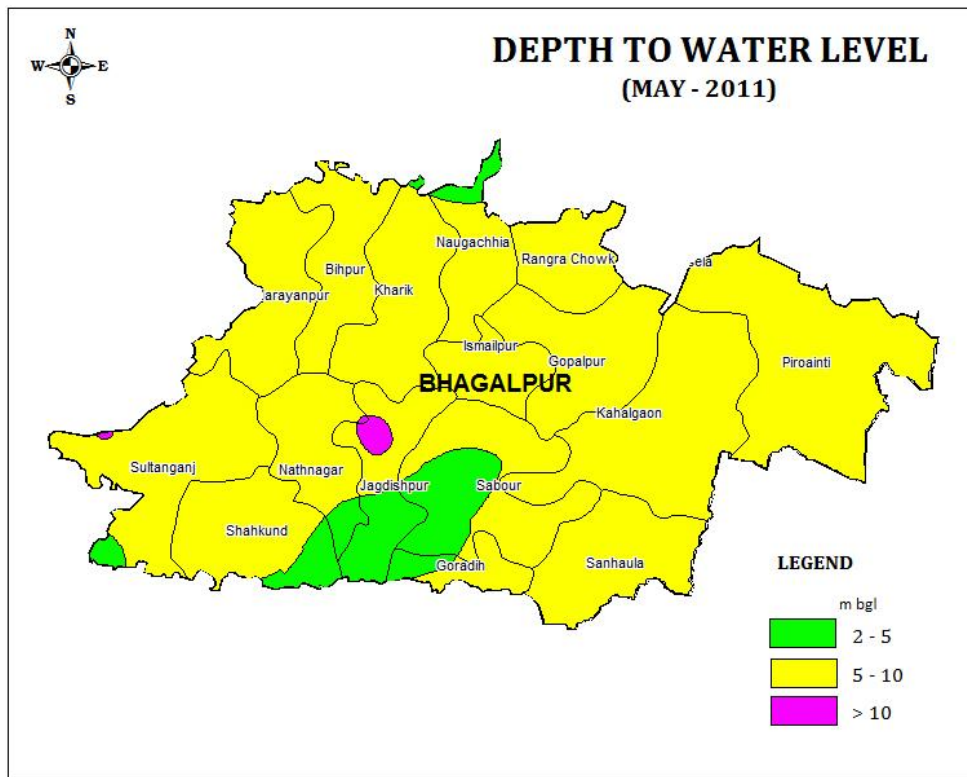 N
W E
S
DEPTH TO WATER LEVEL
(MAY - 2011)
Naugachhia
Rangra Chowk
Bihpur
Kharik
arayanpur
Ismailpur
Gopalpur
Piroainti
BHAGALPUR
Kahalgaon
Sultanganj
Nathnagar
Jagdishpur
Sabour
Shahkund
Goradih
Sanhaula
LEGEND
m bgl
2 - 5
5 - 10
> 10